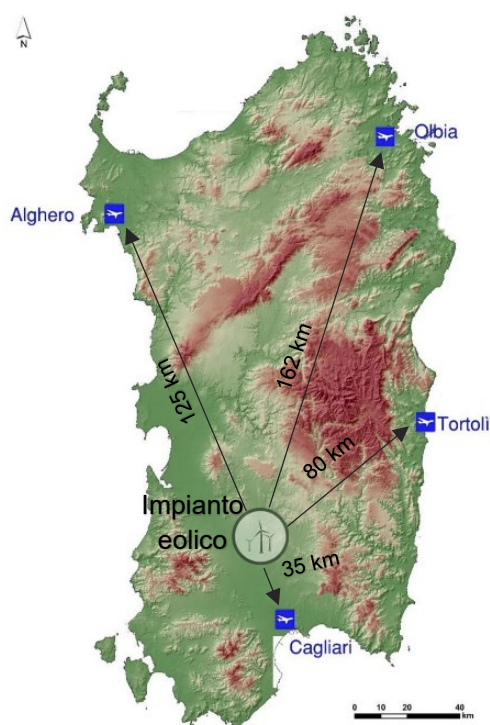 N
Olbia
Alghero
162 km
125 km
Tortolì
80 km
Impianto
eolico
35 km
Cagliari
0 10 20 40
km